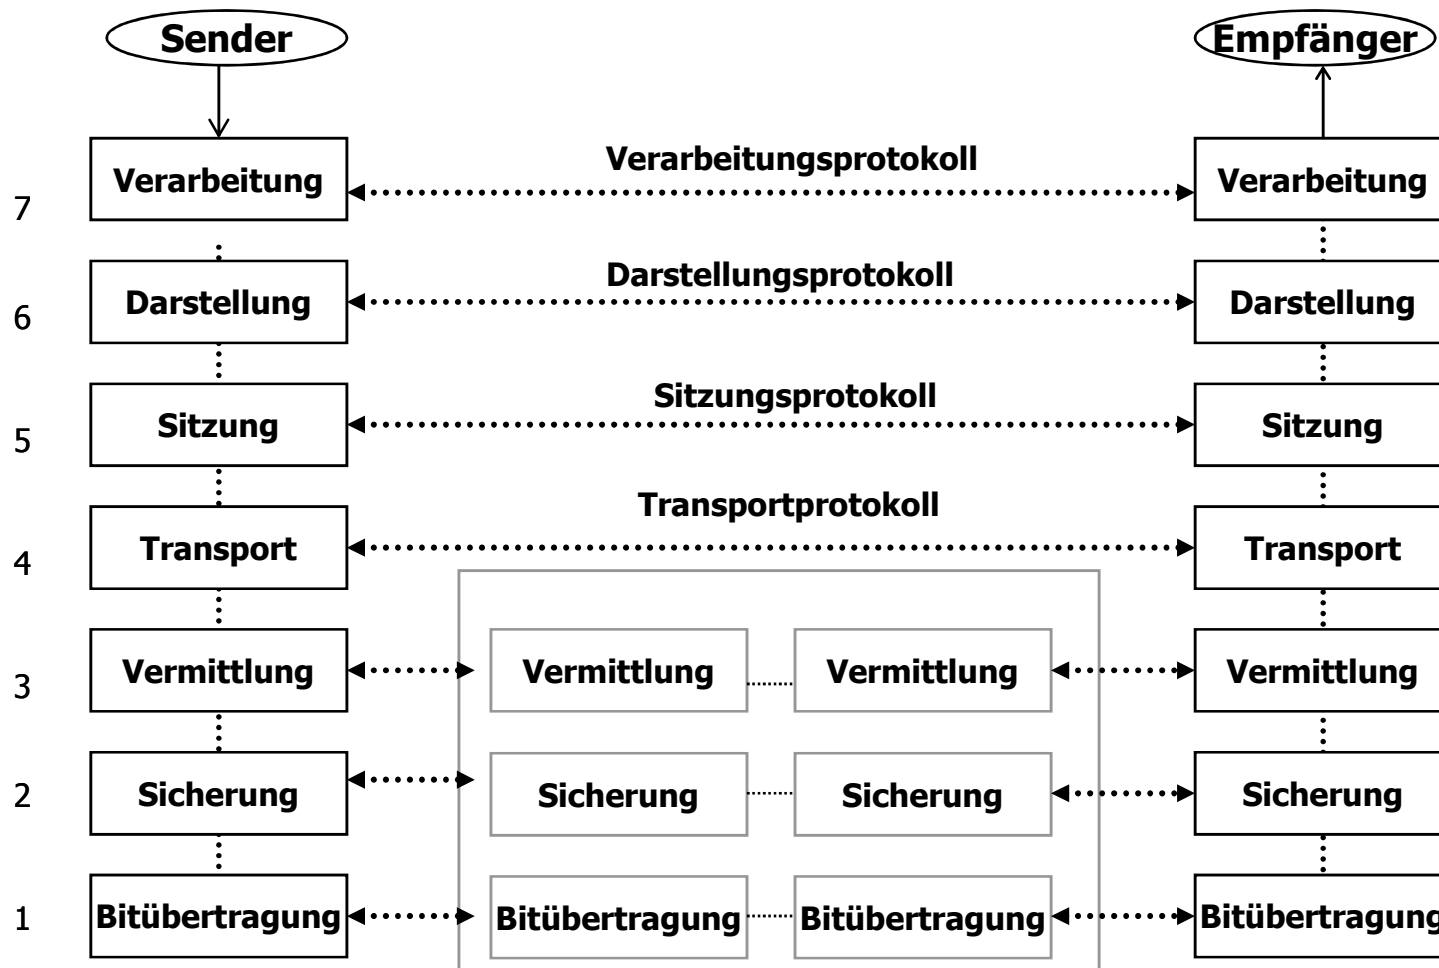 Sender
Empfänger
Verarbeitung
Verarbeitungsprotokoll
Verarbeitung
7
Darstellung
Darstellungsprotokoll
Darstellung
6
Sitzung
Sitzungsprotokoll
Sitzung
5
Transport
Transportprotokoll
Transport
4
Vermittlung
Vermittlung
Vermittlung
Vermittlung
3
Sicherung
Sicherung
Sicherung
Sicherung
2
Bitübertragung
Bitübertragung
Bitübertragung
Bitübertragung
1